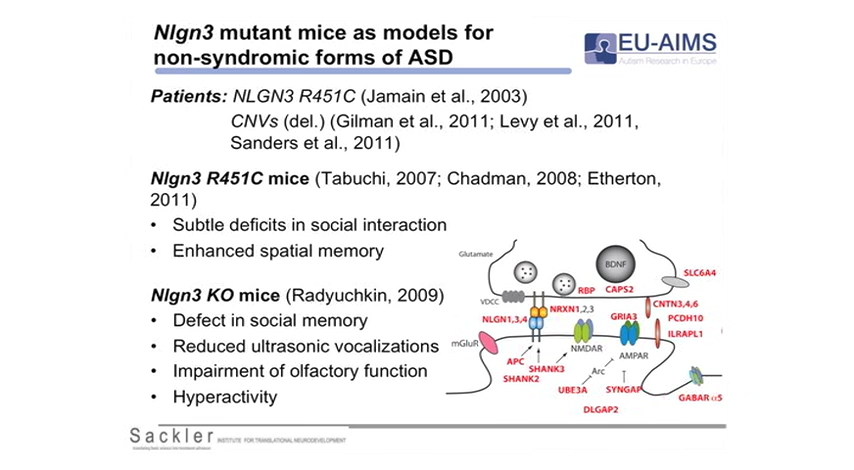 Nlgn3 mutant mice as models for
non-syndromic forms of ASD
EU-AIMS
Autism Research in Europe
Patients: NLGN3 R451C (Jamain et al., 2003)
CNVs (del.) (Gilman et al., 2011; Levy et al., 2011,
Sanders et al., 2011)
Nlgn3 R451C mice (Tabuchi, 2007; Chadman, 2008; Etherton,
2011)
• Subtle deficits in social interaction
• Enhanced spatial memory
Nlgn3 KO mice (Radyuchkin, 2009)
• Defect in social memory
• Reduced ultrasonic vocalizations
• Impairment of olfactory function
• Hyperactivity
Glutamate
BDNF
SLC6A4
RBP
CAPS2
VDCC
NRXN1,2,3
CNTN3,4,6
NLGN1,3,4
GRIA3
PCDH10
ILRAPL1
mGluR
NMDAR
AMPAR
APC
SHANK3
Arc
SHANK2
UBE3A
SYNGAP
GABAR α5
DLGAP2
Sackler INSTITUTE FOR TRANSLATIONAL NEURODEVELOPMENT